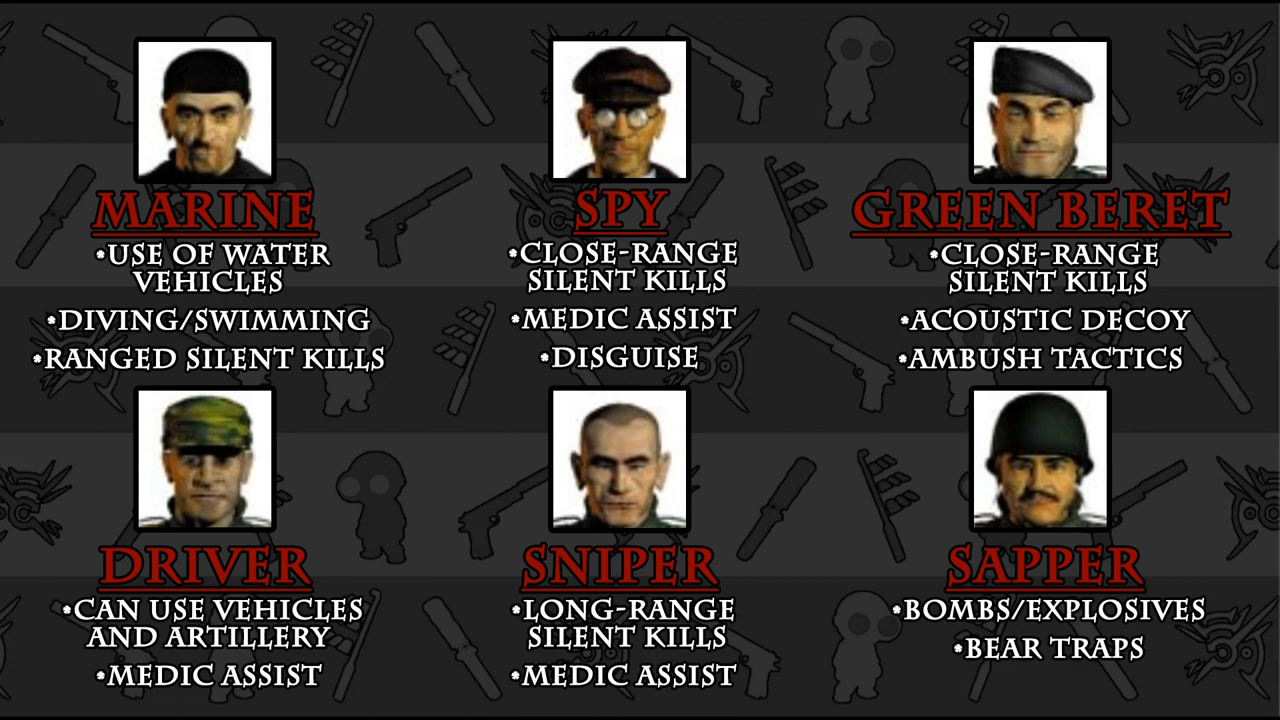 MARINE
•USE OF WATER
VEHICLES
•DIVING/SWIMMING
•RANGED SILENT KILLS
SPY
•CLOSE-RANGE
SILENT KILLS
•MEDIC ASSIST
•DISGUISE
GREEN BERET
•CLOSE-RANGE
SILENT KILLS
•ACOUSTIC DECOY
•AMBUSH TACTICS
DRIVER
•CAN USE VEHICLES
AND ARTILLERY
•MEDIC ASSIST
SNIPER
•LONG-RANGE
SILENT KILLS
•MEDIC ASSIST
SAPPER
•BOMBS/EXPLOSIVES
•BEAR TRAPS